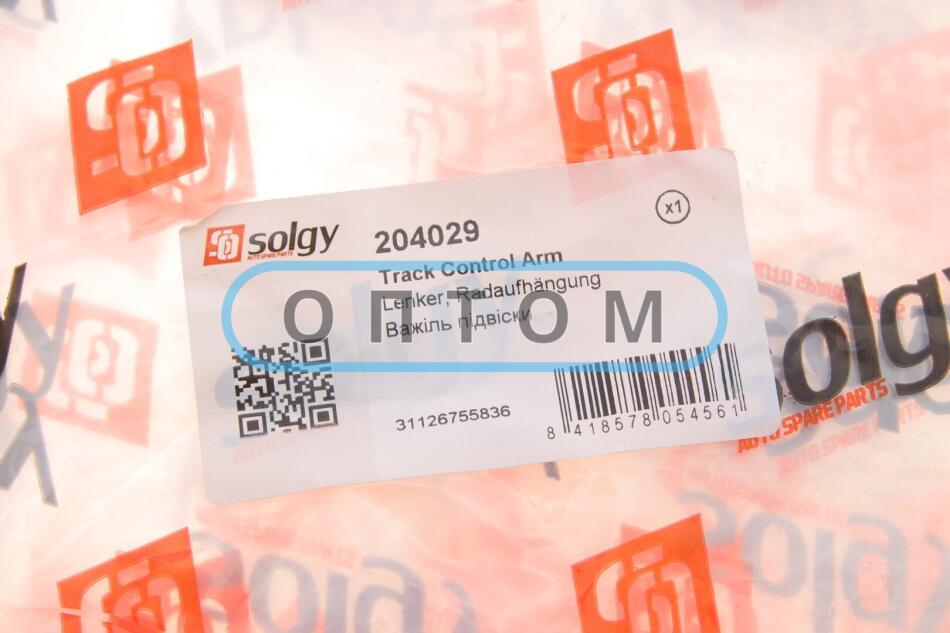 solgy
AUTO SPARE PARTS
204029
x1
Track Control Arm
Lenker, Radaufhängung
Важіль підвіски
ОПТОМ
31126755836
8 418578 054561
solgy
AUTO SPARE PARTS